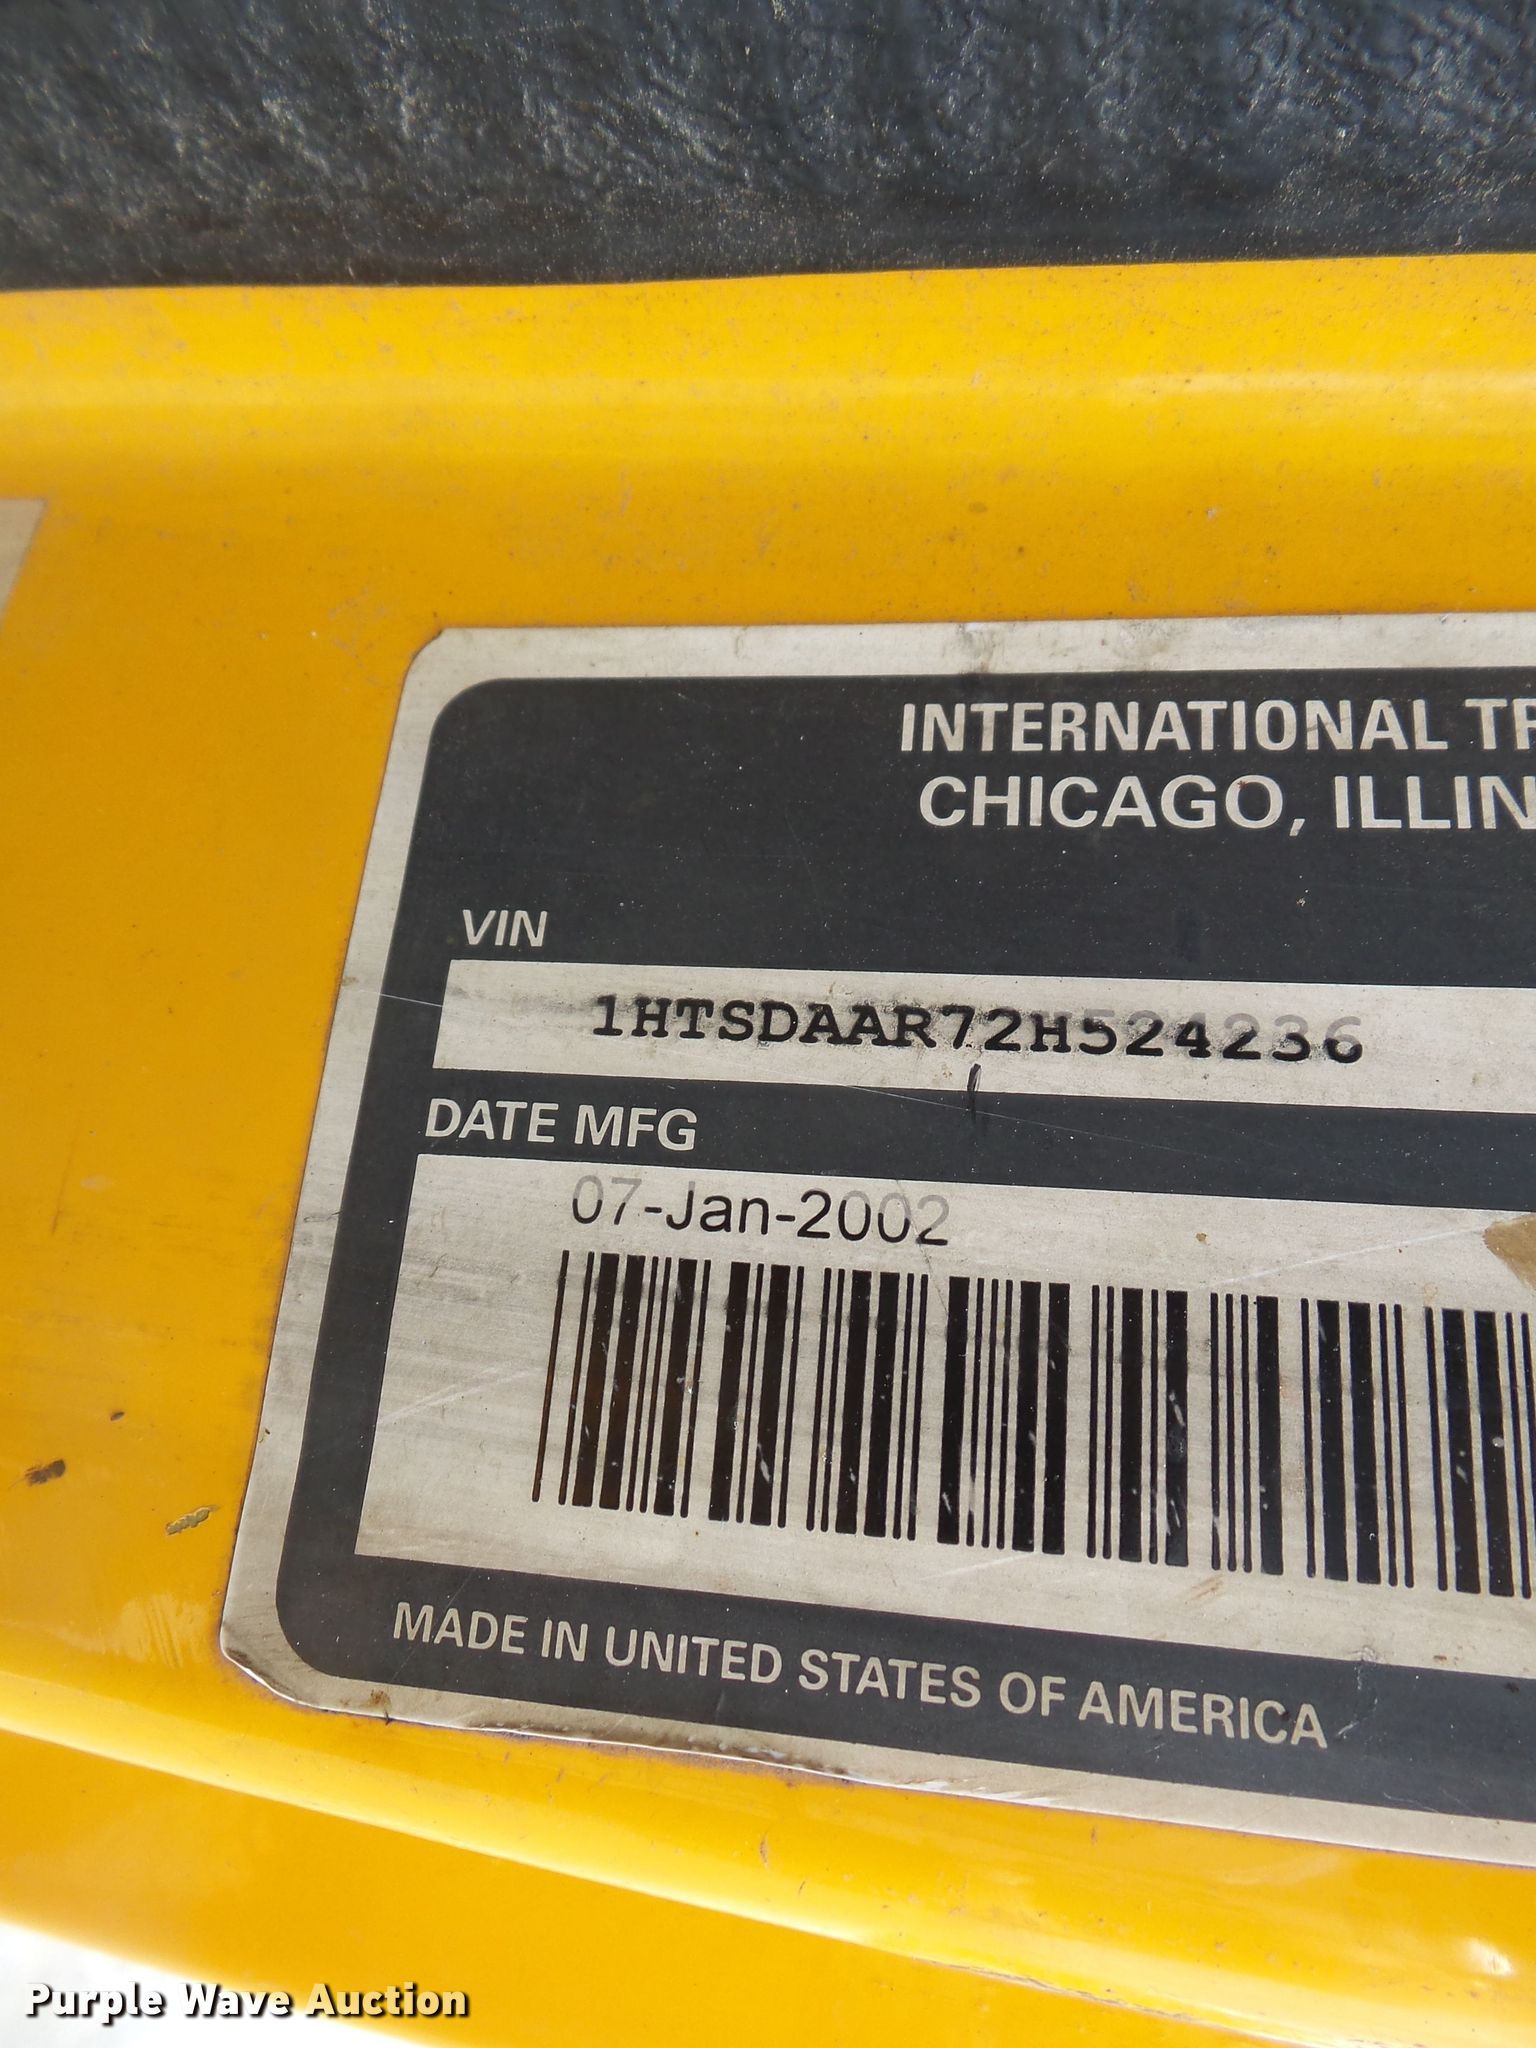 INTERNATIONAL TR
CHICAGO, ILLIN
VIN
1HTSDAAR72H524236
DATE MFG
07-Jan-2002
MADE IN UNITED STATES OF AMERICA
Purple Wave Auction